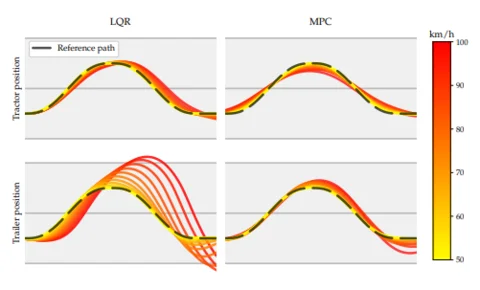 LQR
MPC
km/h
Reference path
Tractor position
Trailer position
100
90
80
70
60
50